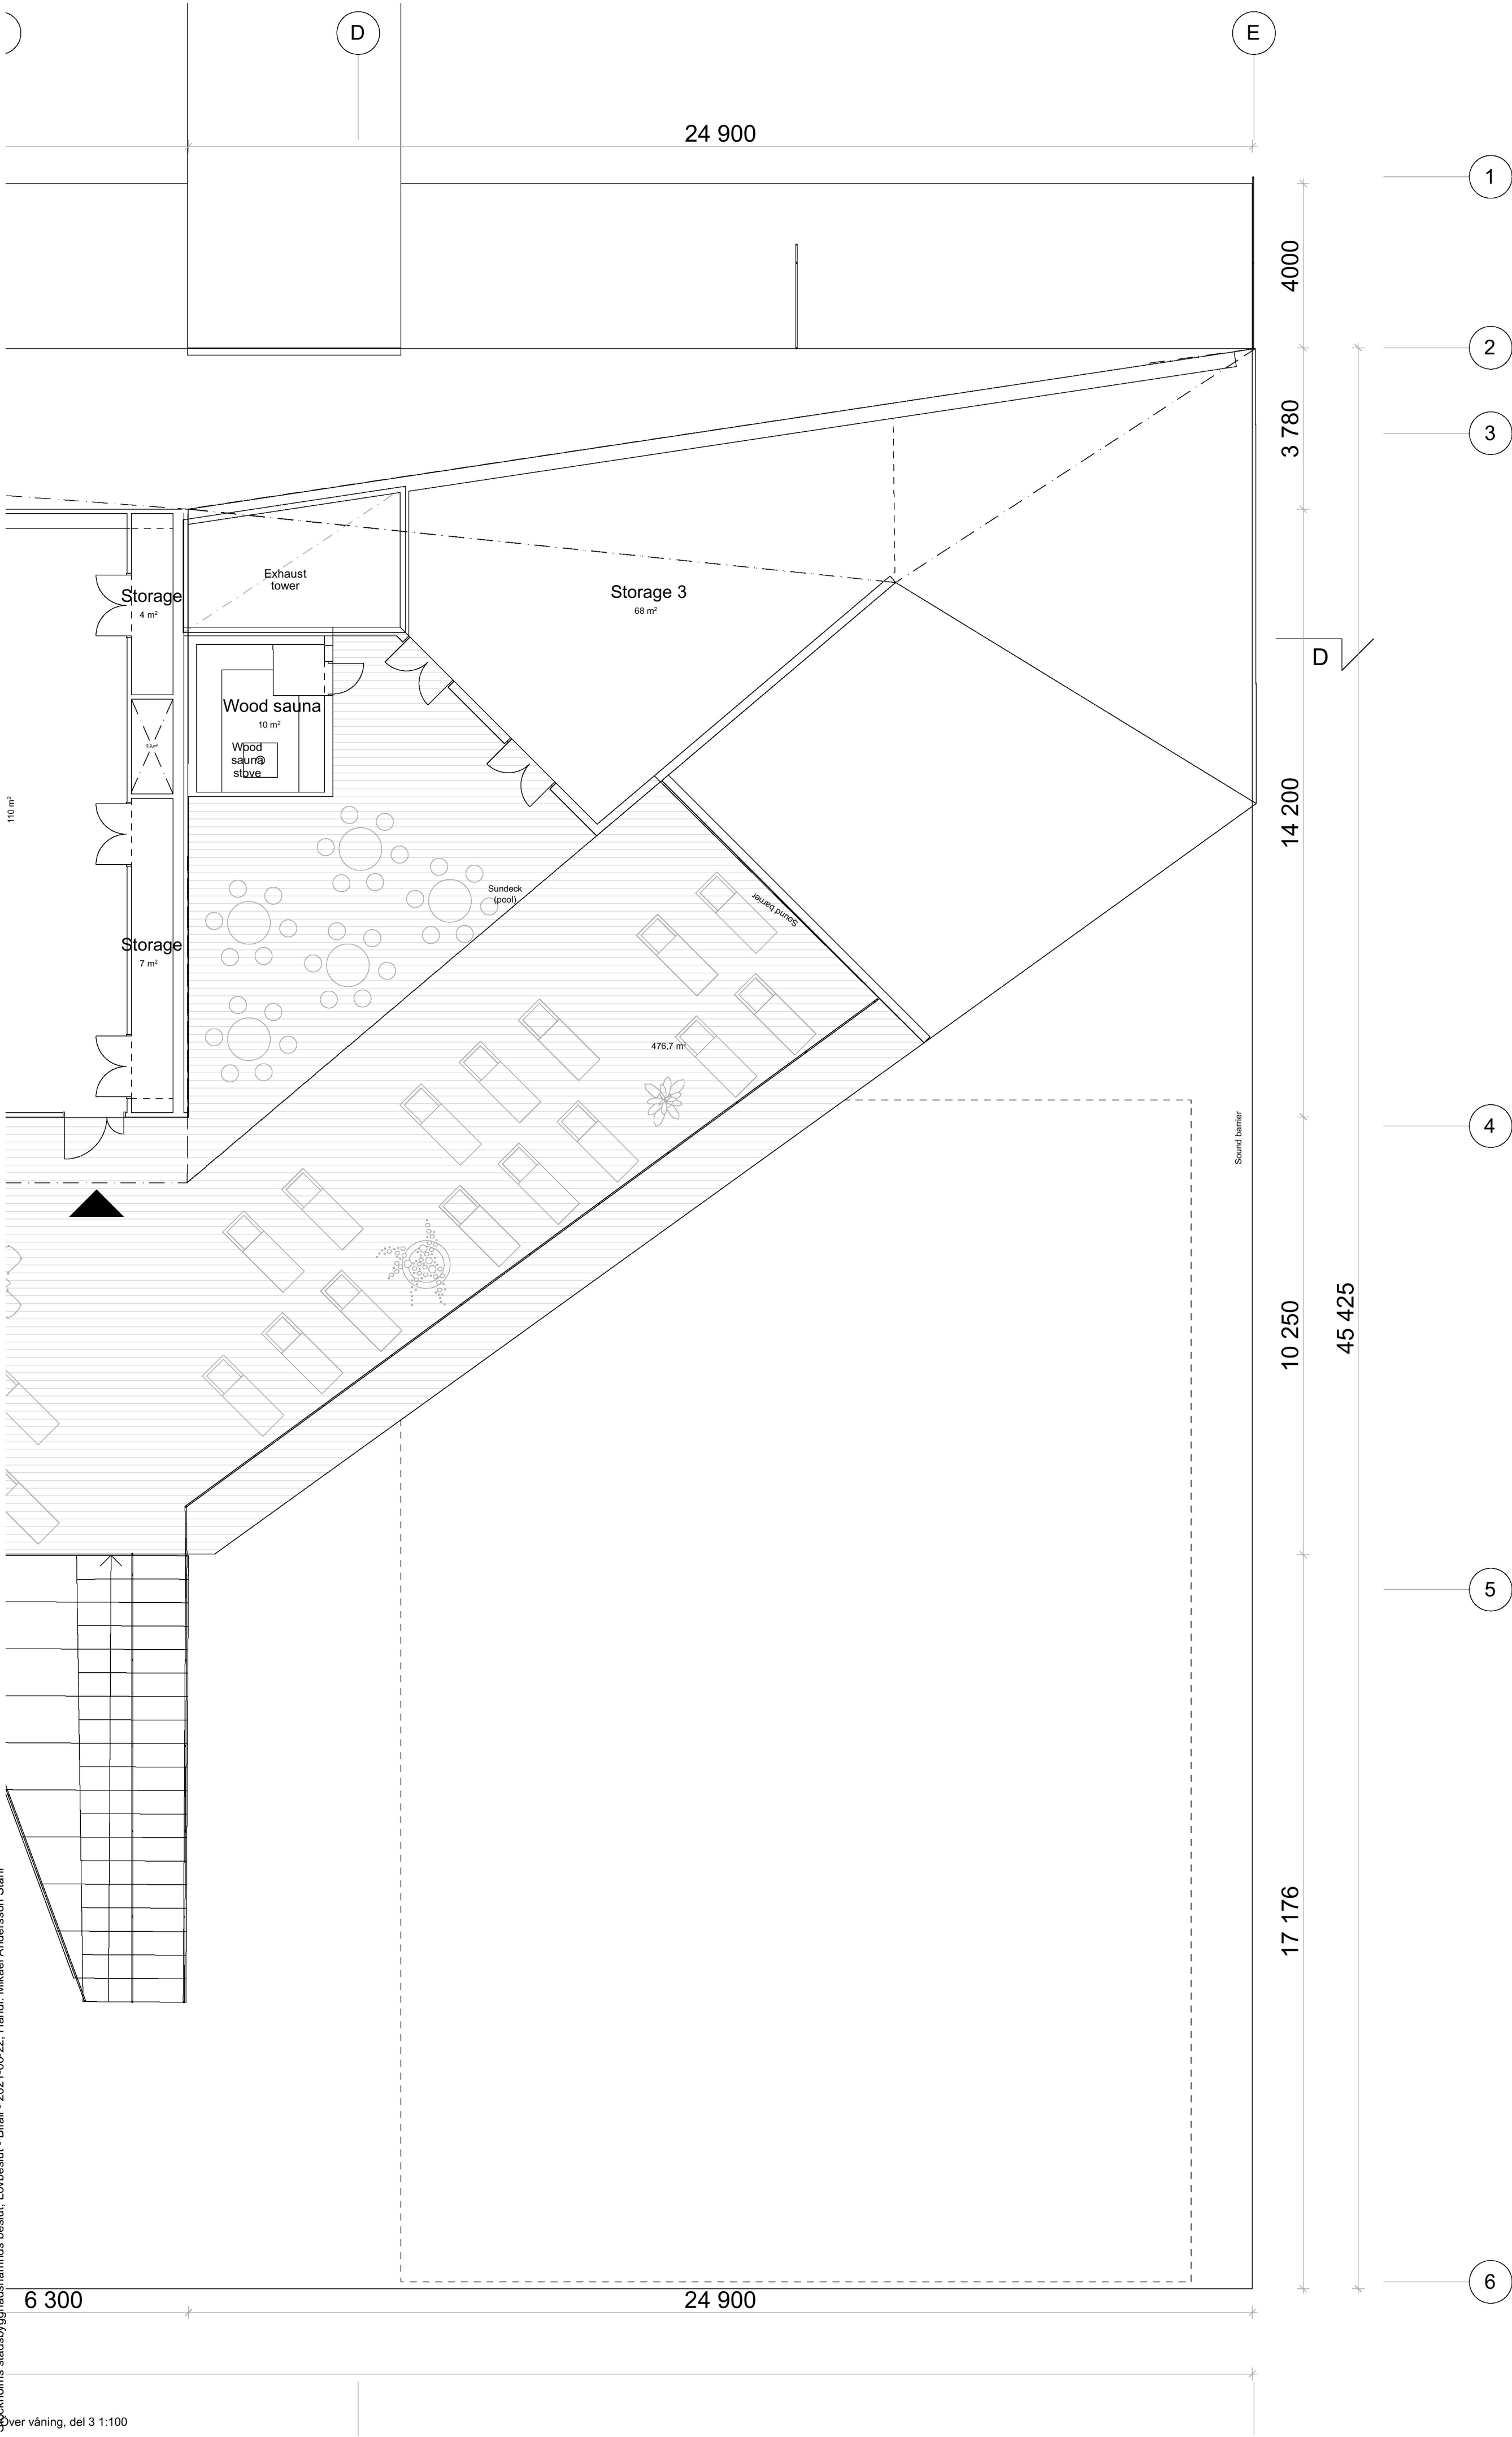 D
E
24 900
1
4000
2
3 780
3
Exhaust
tower
Storage
4 m²
Storage 3
68 m²
D
Wood sauna
10 m²
Wood
sauna
stove
110 m²
14 200
Sundeck
(pool)
Sound barrier
Storage
7 m²
476,7 m²
Sound barrier
4
10 250
45 425
5
17 176
6
6 300
24 900
Över våning, del 3 1:100